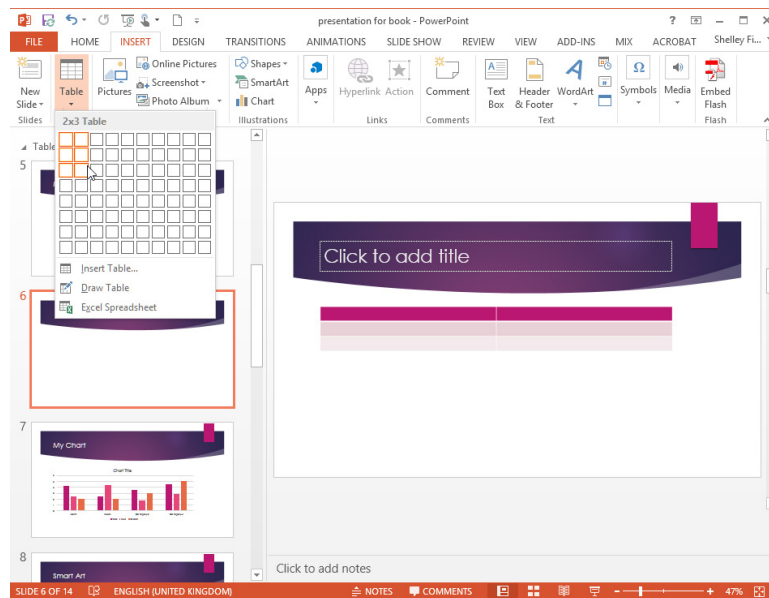 presentation for book - PowerPoint
?
FILE HOME INSERT DESIGN TRANSITIONS ANIMATIONS SLIDE SHOW REVIEW VIEW ADD-INS MIX ACROBAT Shelley Fi...
New Slide
Table
Pictures
Online Pictures
Screenshot
Photo Album
Shapes
SmartArt
Chart
Apps
Hyperlink
Action
Comment
Text Box
Header & Footer
WordArt
Symbols
Media
Embed Flash
Slides
Illustrations
Links
Comments
Text
Flash
2x3 Table
Insert Table...
Draw Table
Excel Spreadsheet
Table
5
6
7
My Chart
Chart Title
8
Smart Art
Click to add title
Click to add notes
SLIDE 6 OF 14 ENGLISH (UNITED KINGDOM) NOTES COMMENTS 47%